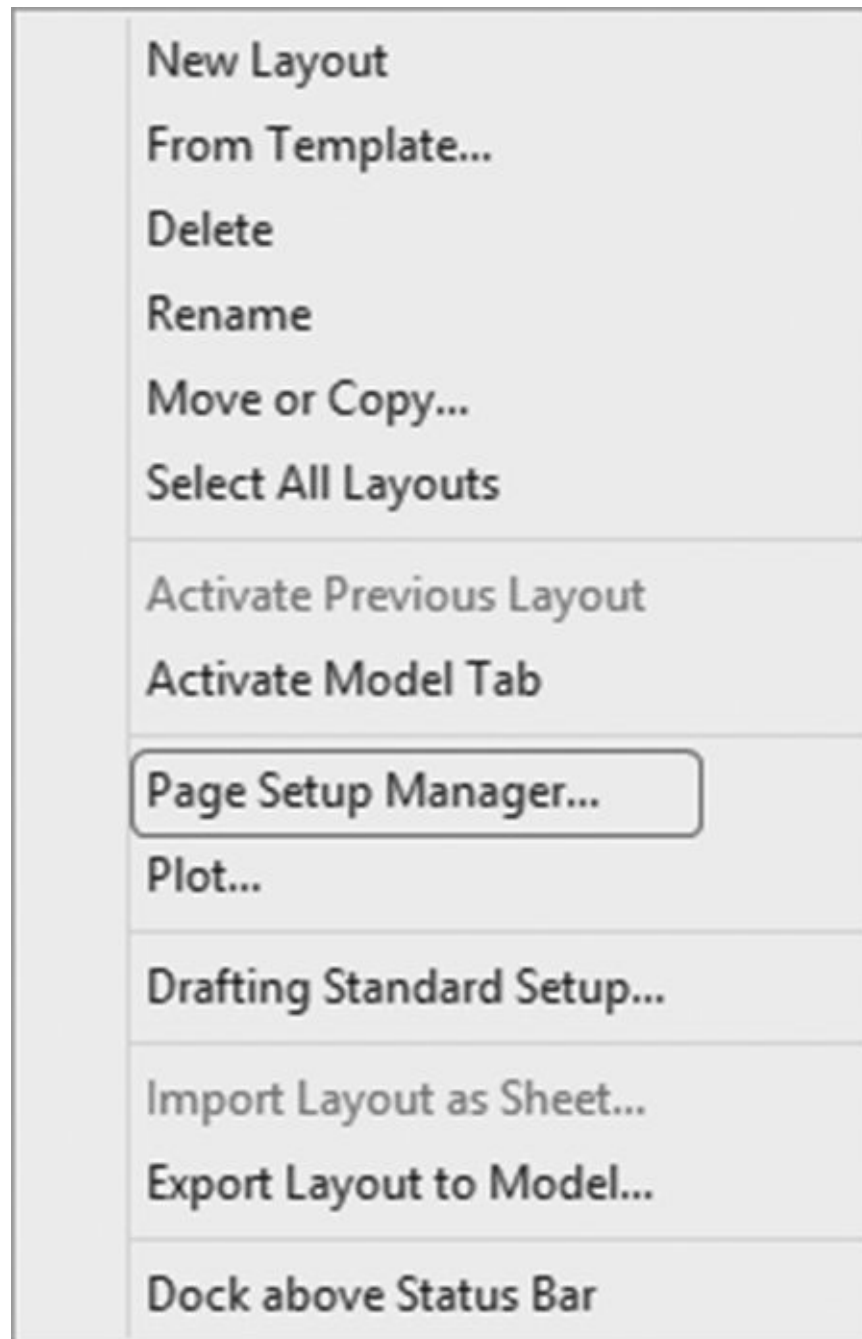 New Layout
From Template...
Delete
Rename
Move or Copy...
Select All Layouts
Activate Previous Layout
Activate Model Tab
Page Setup Manager...
Plot...
Drafting Standard Setup...
Import Layout as Sheet...
Export Layout to Model...
Dock above Status Bar